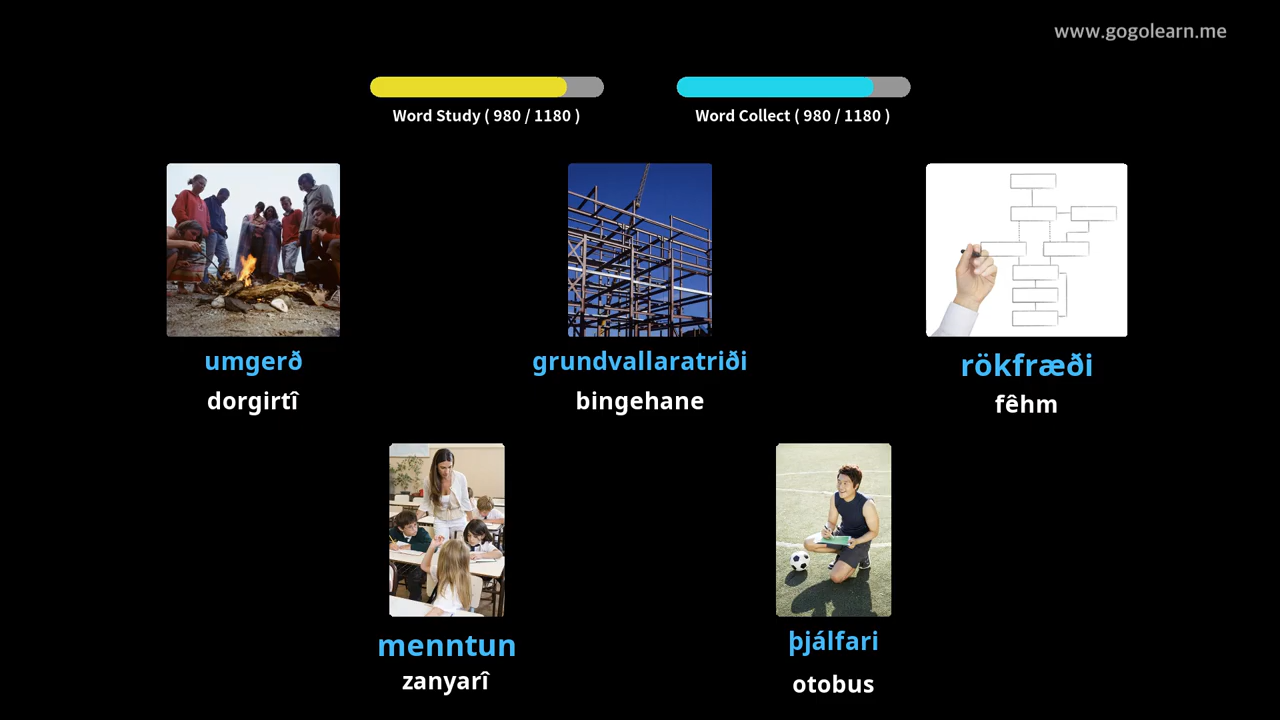 www.gogolearn.me
Word Study ( 980 / 1180 )
Word Collect ( 980 / 1180 )
umgerð
dorgirtî
grundvallaratriði
bingehane
rökfræði
fêhm
menntun
zanyarî
þjálfari
otobus